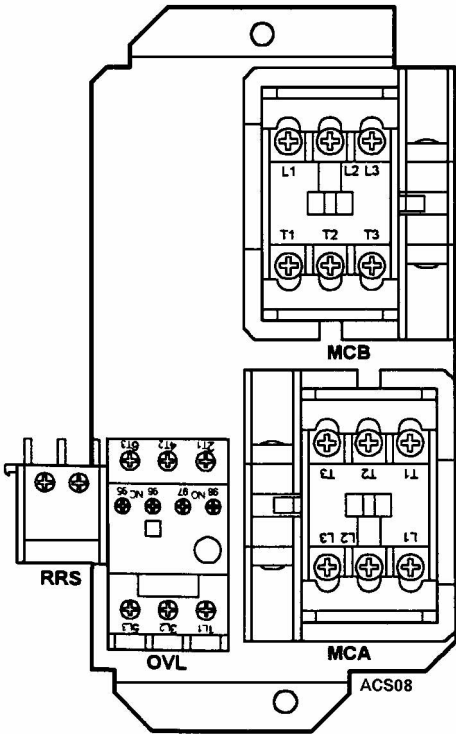 L1 L2 L3
T1 T2 T3
MCB
6T3 4T2 2T1
T3 T2 T1
95 NC 96 97 NO 98
L3 L2 L1
RRS
5L3 3L2 1L1
OVL
MCA
ACS08